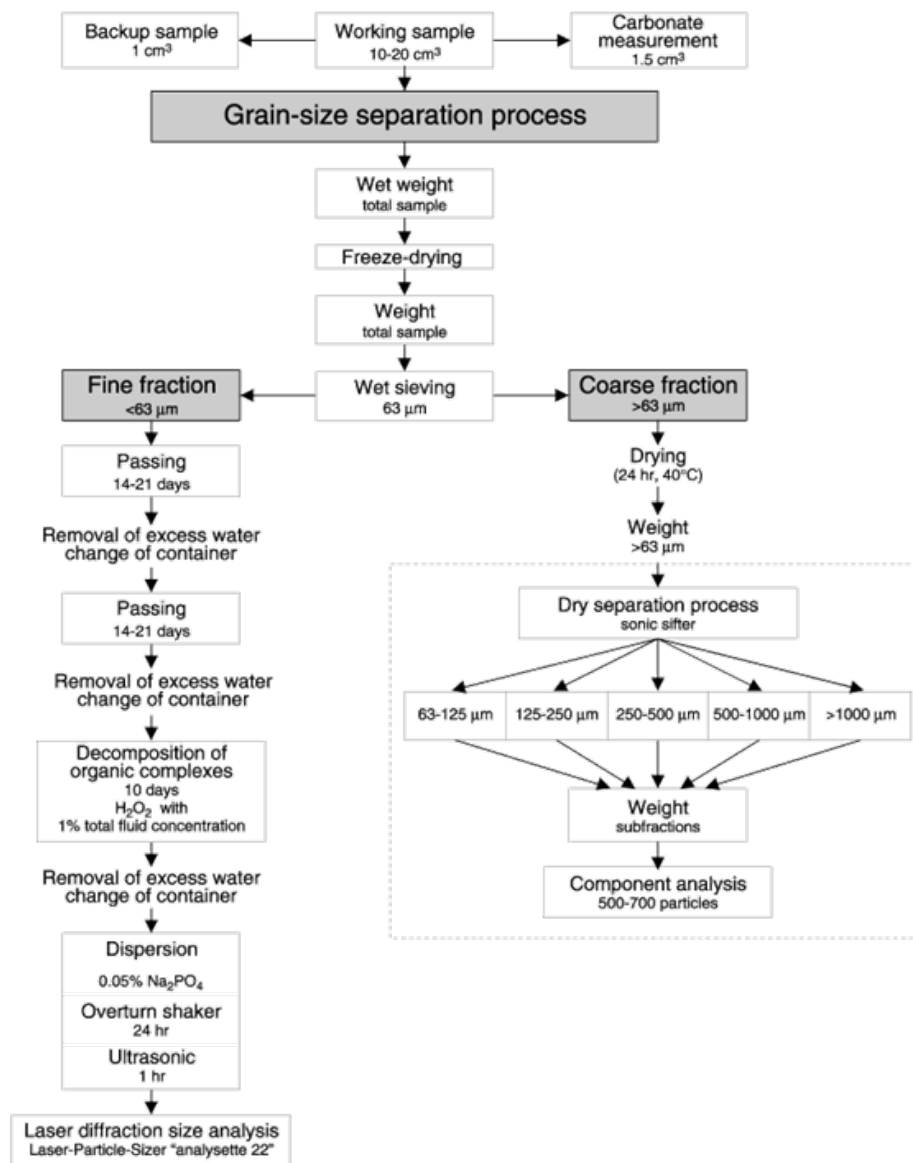 Backup sample
1 cm³
Working sample
10-20 cm³
Carbonate
measurement
1.5 cm³
Grain-size separation process
Wet weight
total sample
Freeze-drying
Weight
total sample
Fine fraction
<63 µm
Wet sieving
63 µm
Coarse fraction
>63 µm
Passing
14-21 days
Removal of excess water
change of container
Passing
14-21 days
Removal of excess water
change of container
Decomposition of
organic complexes
10 days
H₂O₂ with
1% total fluid concentration
Removal of excess water
change of container
Dispersion
0.05% Na₂PO₄
Overturn shaker
24 hr
Ultrasonic
1 hr
Laser diffraction size analysis
Laser-Particle-Sizer "analysette 22"
Drying
(24 hr, 40°C)
Weight
>63 µm
Dry separation process
sonic sifter
63-125 µm
125-250 µm
250-500 µm
500-1000 µm
>1000 µm
Weight
subfractions
Component analysis
500-700 particles